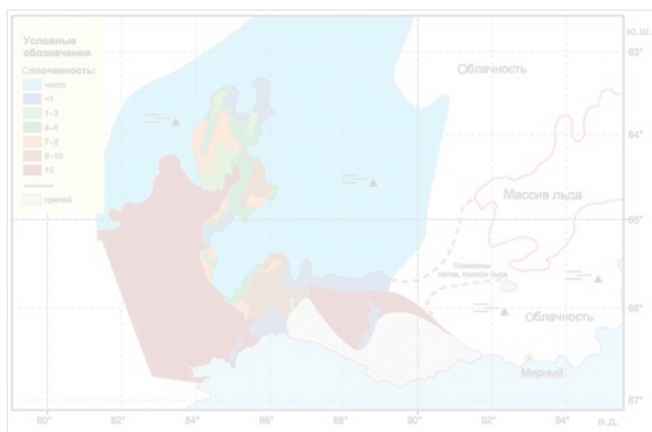 Условные
обозначения
Сплоченность:
чисто
<1
1–3
4–6
7–8
9–10
10
припай
ю.ш.
63°
Облачность
64°
Массив льда
65°
Возможны
пятна, полосы льда
66°
Облачность
Мирный
67°
80°
82°
84°
86°
88°
90°
92°
94°
в.д.